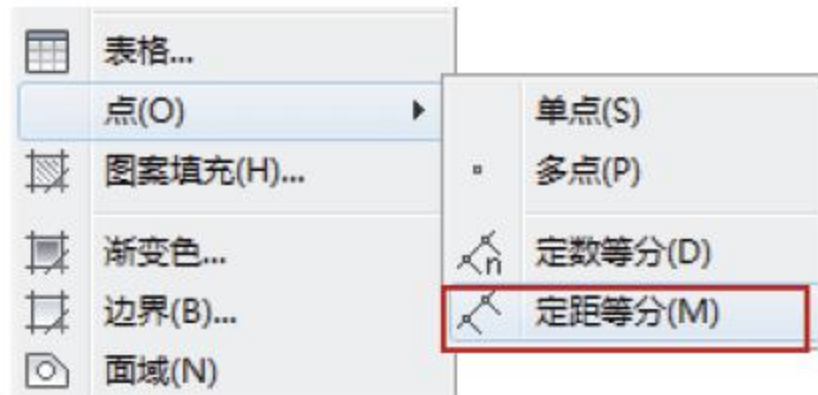 表格...
点(O)
图案填充(H)...
渐变色...
边界(B)...
面域(N)
单点(S)
多点(P)
n 定数等分(D)
定距等分(M)